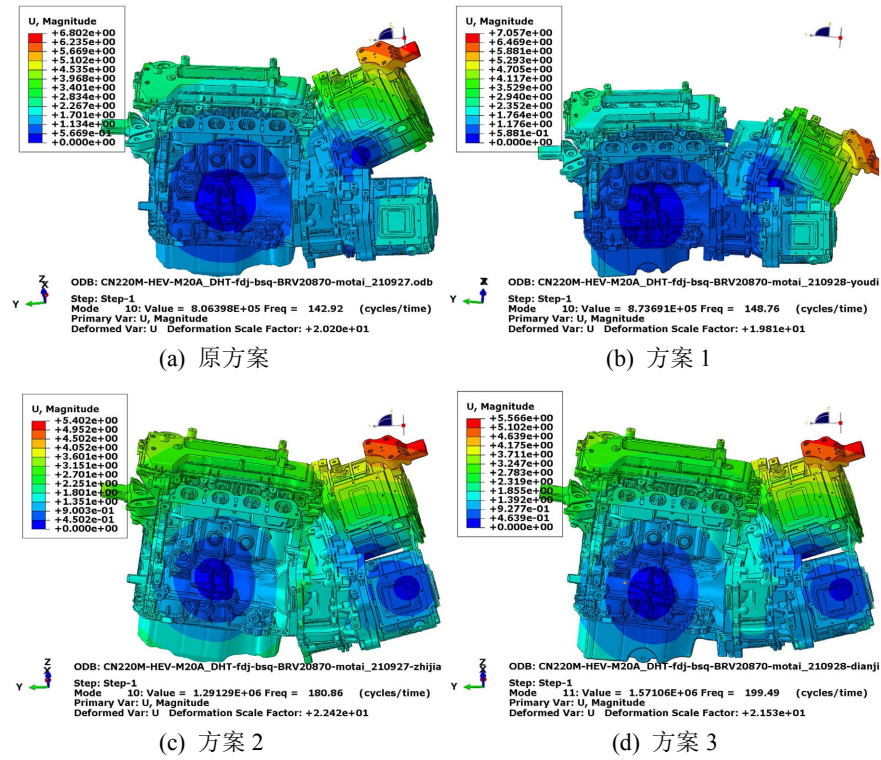 U, Magnitude
+6.802e+00
+6.235e+00
+5.669e+00
+5.102e+00
+4.535e+00
+3.968e+00
+3.401e+00
+2.834e+00
+2.267e+00
+1.701e+00
+1.134e+00
+5.669e-01
+0.000e+00
Z
Y
ODB: CN220M-HEV-M20A_DHT-fdj-bsq-BRV20870-motai_210927.odb
Step: Step-1
Mode 10: Value = 8.06398E+05 Freq = 142.92 (cycles/time)
Primary Var: U, Magnitude
Deformed Var: U Deformation Scale Factor: +2.020e+01
(a) 原方案
U, Magnitude
+7.057e+00
+6.469e+00
+5.881e+00
+5.293e+00
+4.705e+00
+4.117e+00
+3.529e+00
+2.940e+00
+2.352e+00
+1.764e+00
+1.176e+00
+5.881e-01
+0.000e+00
Y
ODB: CN220M-HEV-M20A_DHT-fdj-bsq-BRV20870-motai_210928-youdi
Step: Step-1
Mode 10: Value = 8.73691E+05 Freq = 148.76 (cycles/time)
Primary Var: U, Magnitude
Deformed Var: U Deformation Scale Factor: +1.981e+01
(b) 方案 1
U, Magnitude
+5.402e+00
+4.952e+00
+4.502e+00
+4.052e+00
+3.601e+00
+3.151e+00
+2.701e+00
+2.251e+00
+1.801e+00
+1.351e+00
+9.003e-01
+4.502e-01
+0.000e+00
Z
Y
ODB: CN220M-HEV-M20A_DHT-fdj-bsq-BRV20870-motai_210927-zhijia
Step: Step-1
Mode 10: Value = 1.29129E+06 Freq = 180.86 (cycles/time)
Primary Var: U, Magnitude
Deformed Var: U Deformation Scale Factor: +2.242e+01
(c) 方案 2
U, Magnitude
+5.566e+00
+5.102e+00
+4.639e+00
+4.175e+00
+3.711e+00
+3.247e+00
+2.783e+00
+2.319e+00
+1.855e+00
+1.392e+00
+9.277e-01
+4.639e-01
+0.000e+00
Z
Y
ODB: CN220M-HEV-M20A_DHT-fdj-bsq-BRV20870-motai_210928-dianji
Step: Step-1
Mode 11: Value = 1.57106E+06 Freq = 199.49 (cycles/time)
Primary Var: U, Magnitude
Deformed Var: U Deformation Scale Factor: +2.153e+01
(d) 方案 3